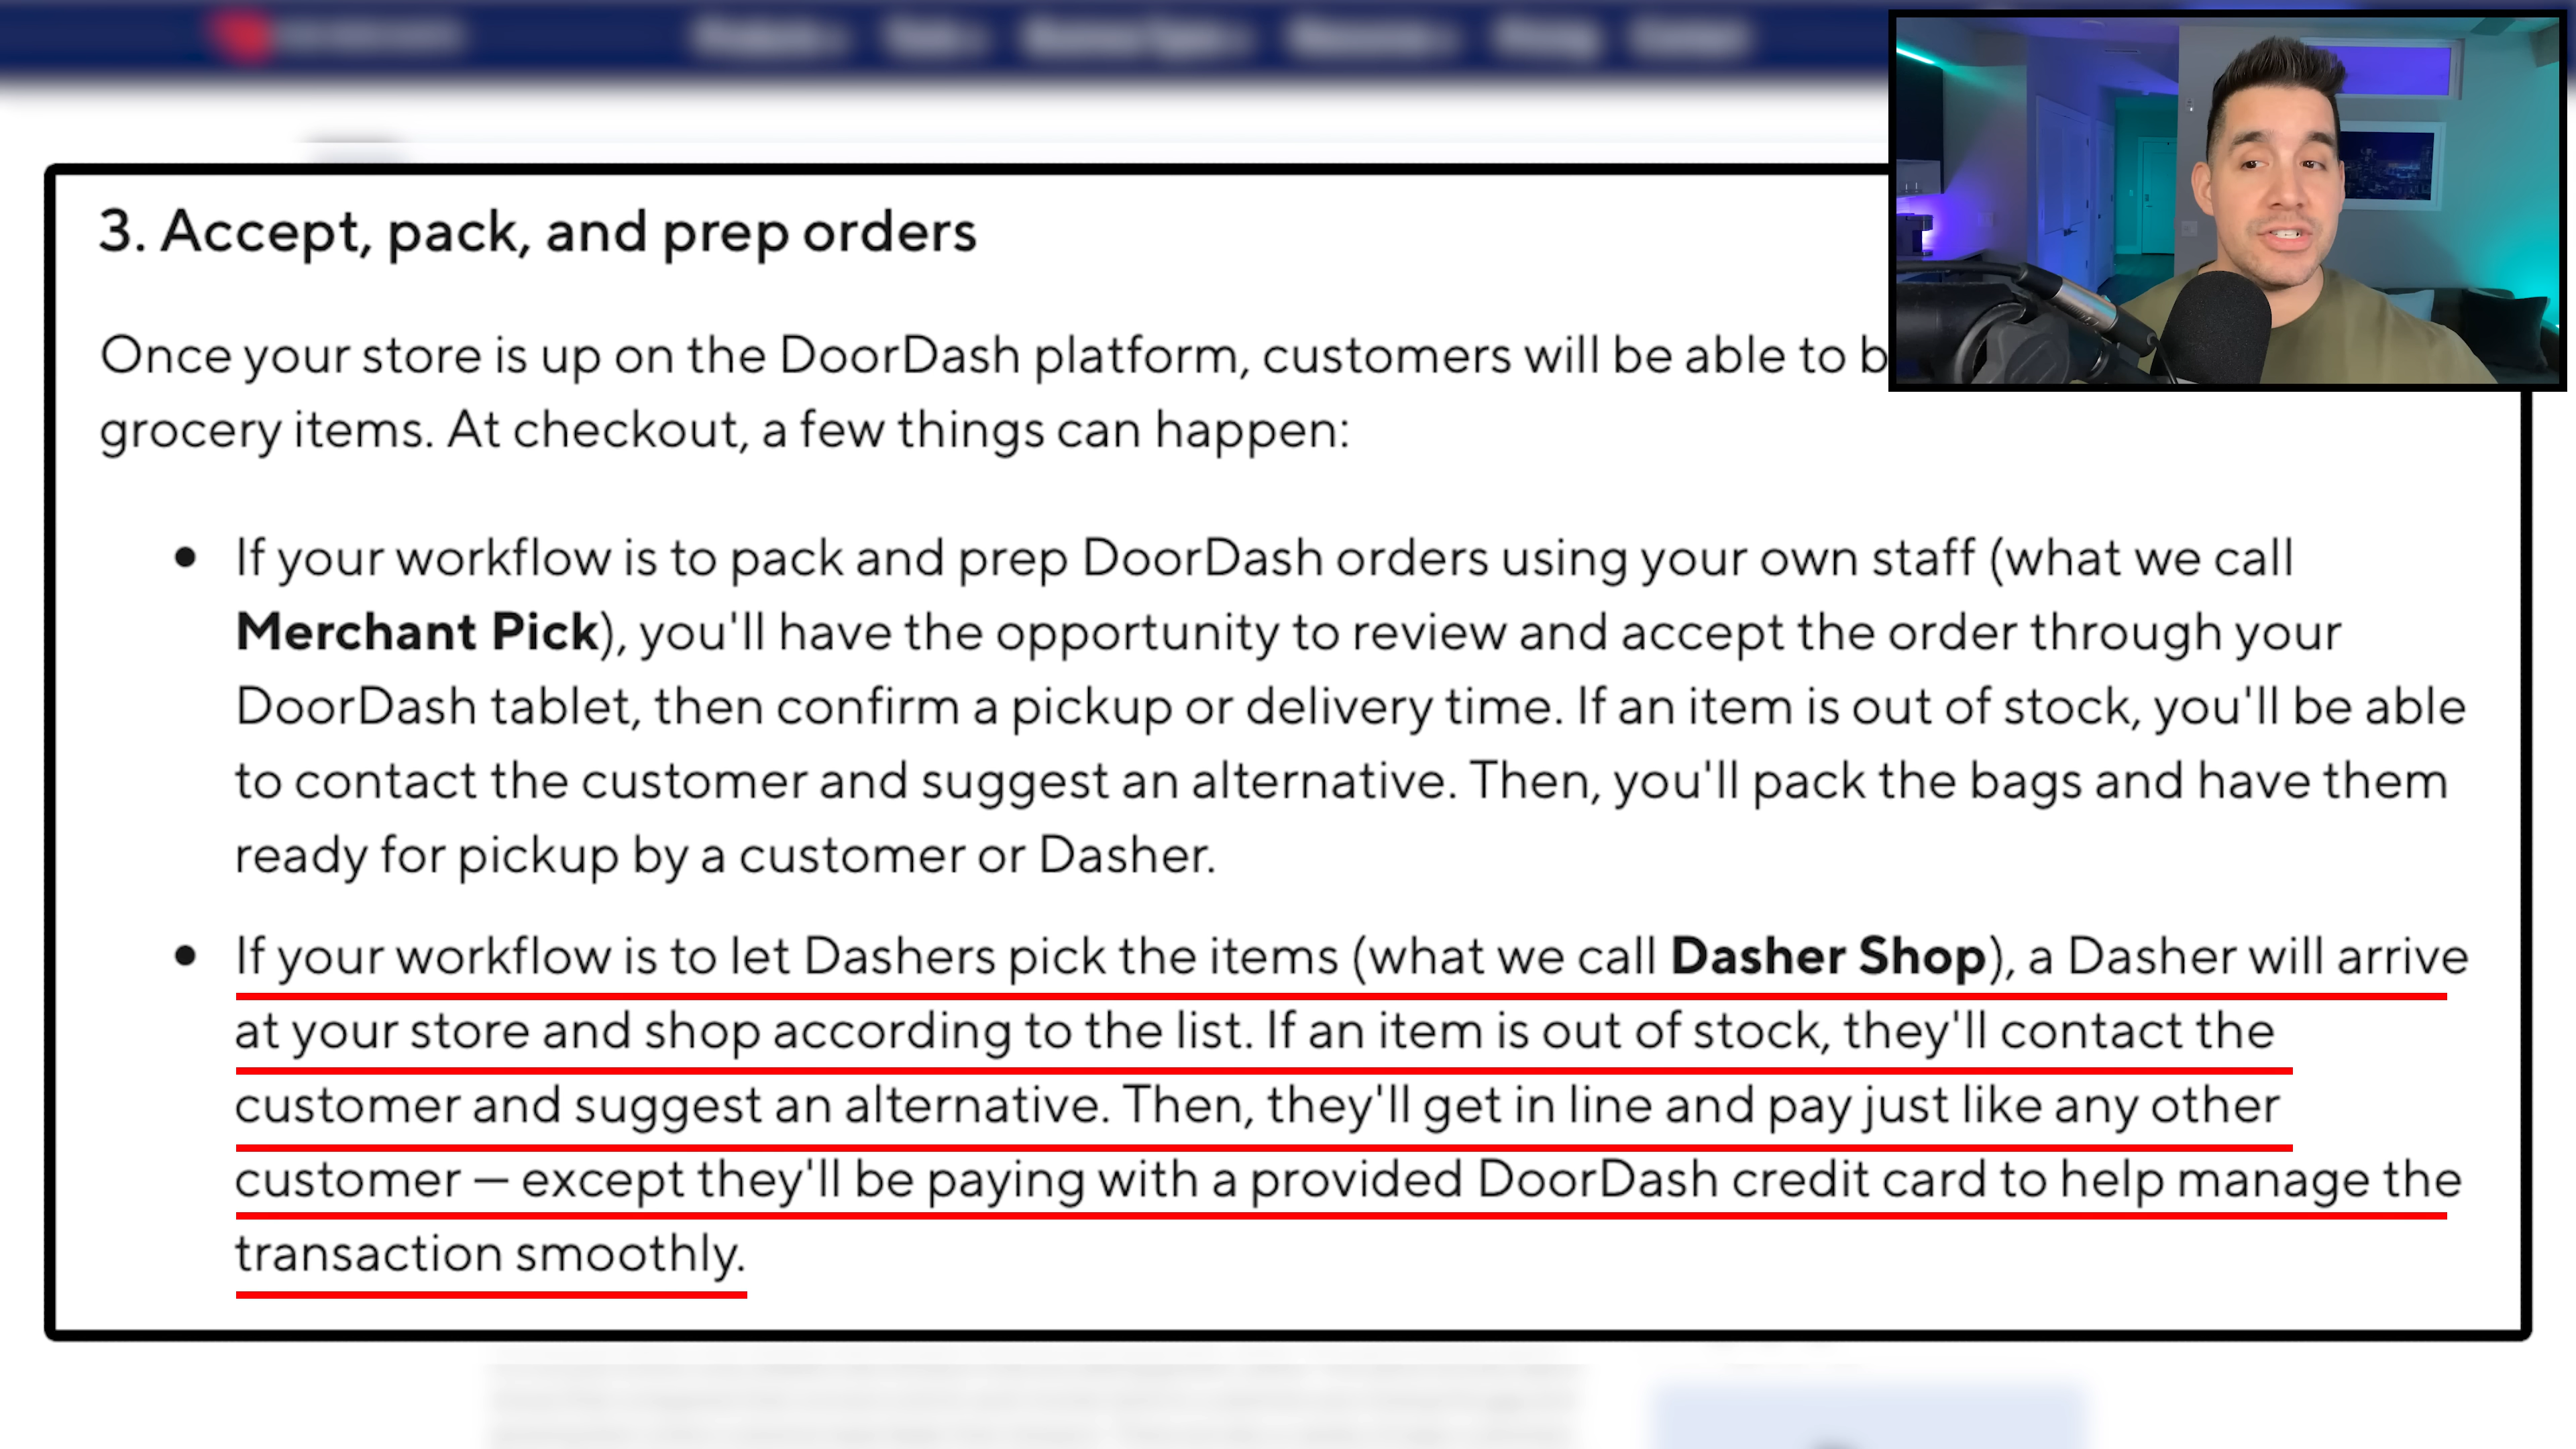 3. Accept, pack, and prep orders
Once your store is up on the DoorDash platform, customers will be able to b
grocery items. At checkout, a few things can happen:
• If your workflow is to pack and prep DoorDash orders using your own staff (what we call
Merchant Pick), you'll have the opportunity to review and accept the order through your
DoorDash tablet, then confirm a pickup or delivery time. If an item is out of stock, you'll be able
to contact the customer and suggest an alternative. Then, you'll pack the bags and have them
ready for pickup by a customer or Dasher.
• If your workflow is to let Dashers pick the items (what we call Dasher Shop), a Dasher will arrive
at your store and shop according to the list. If an item is out of stock, they'll contact the
customer and suggest an alternative. Then, they'll get in line and pay just like any other
customer — except they'll be paying with a provided DoorDash credit card to help manage the
transaction smoothly.